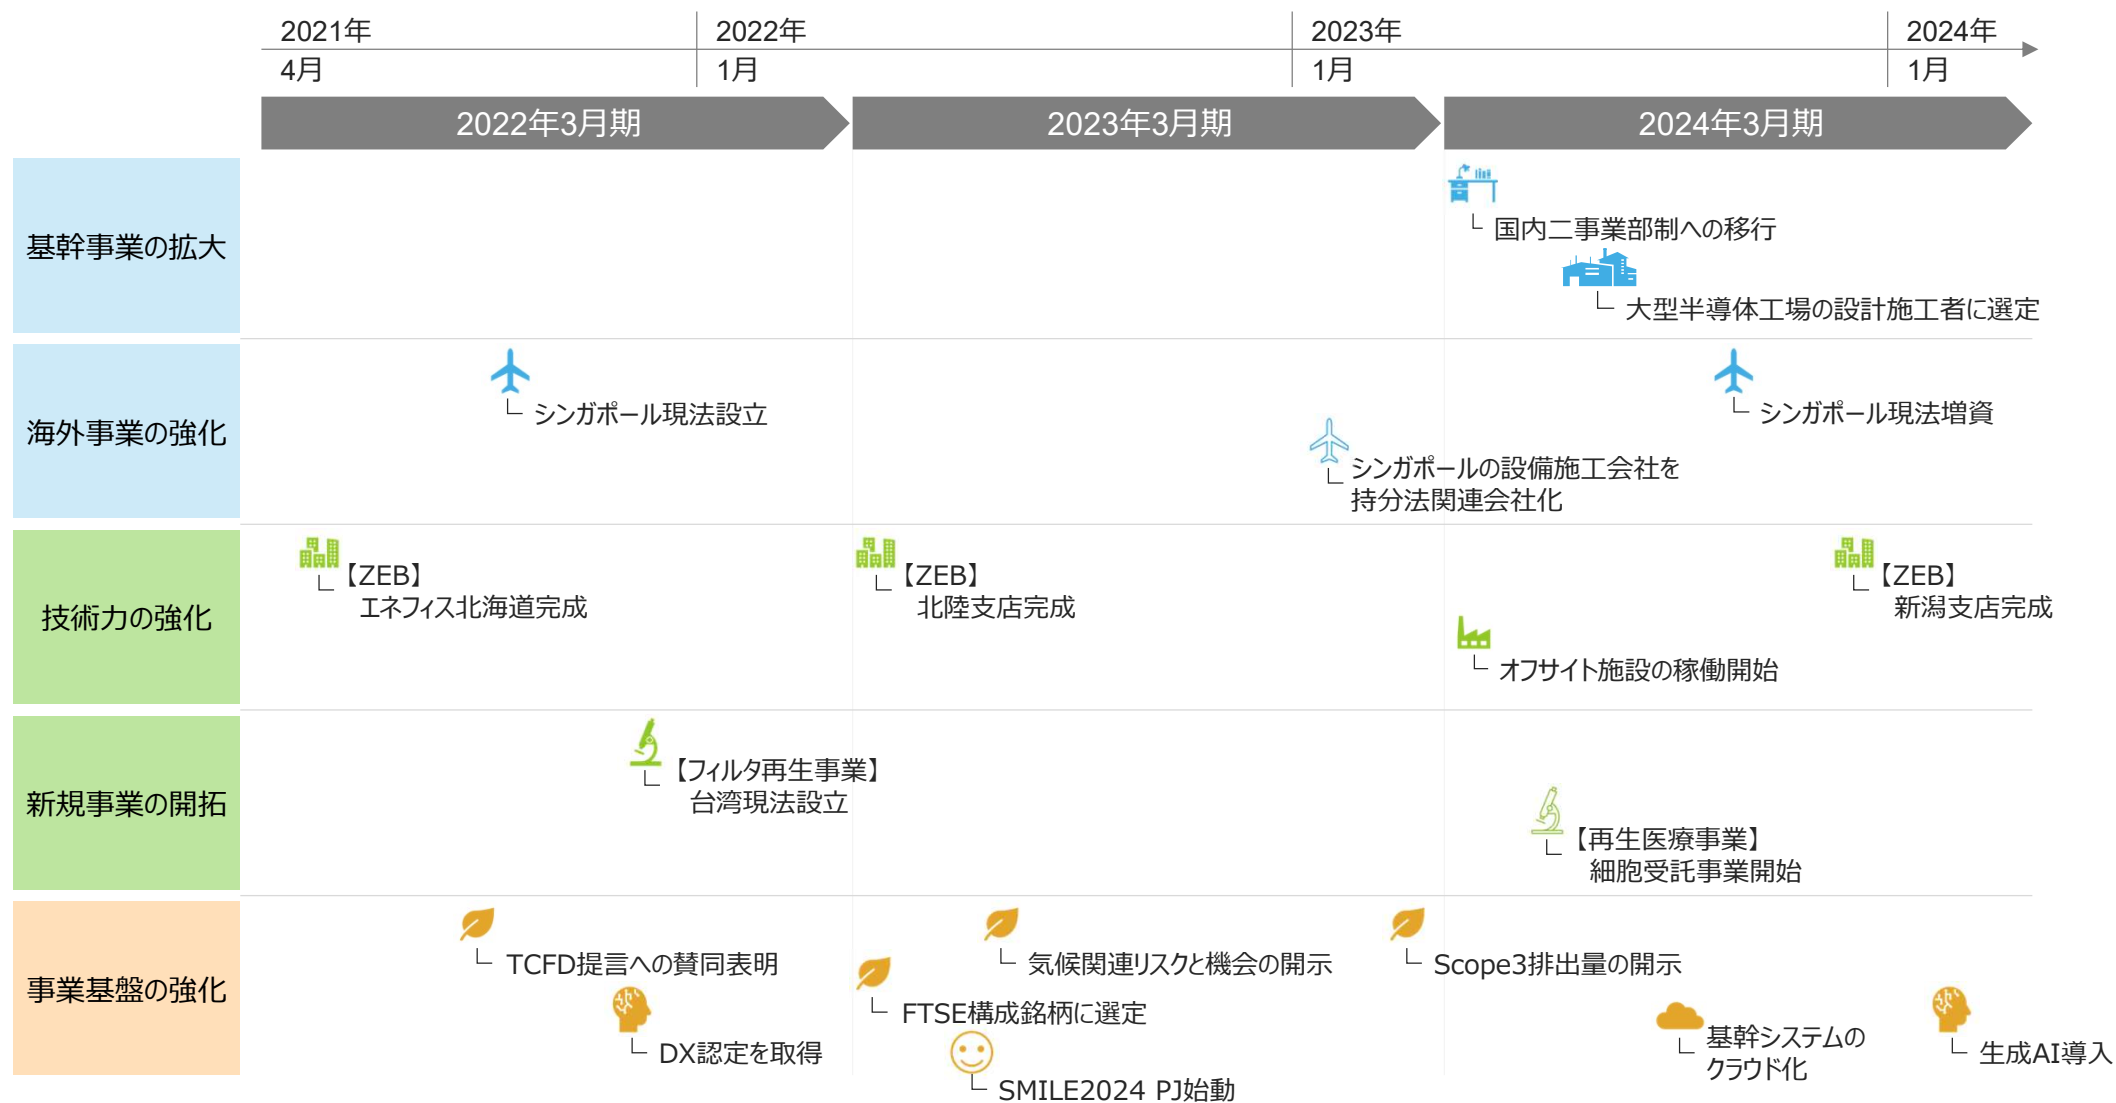 2021年
2022年
2023年
2024年
4月
1月
1月
1月
2022年3月期
2023年3月期
2024年3月期
基幹事業の拡大
国内二事業部制への移行
大型半導体工場の設計施工者に選定
海外事業の強化
シンガポール現法設立
シンガポールの設備施工会社を
持分法関連会社化
シンガポール現法増資
技術力の強化
【ZEB】
エネフィス北海道完成
【ZEB】
北陸支店完成
オフサイト施設の稼働開始
【ZEB】
新潟支店完成
新規事業の開拓
【フィルタ再生事業】
台湾現法設立
【再生医療事業】
細胞受託事業開始
事業基盤の強化
TCFD提言への賛同表明
DX認定を取得
FTSE構成銘柄に選定
気候関連リスクと機会の開示
SMILE2024 PJ始動
Scope3排出量の開示
基幹システムの
クラウド化
生成AI導入